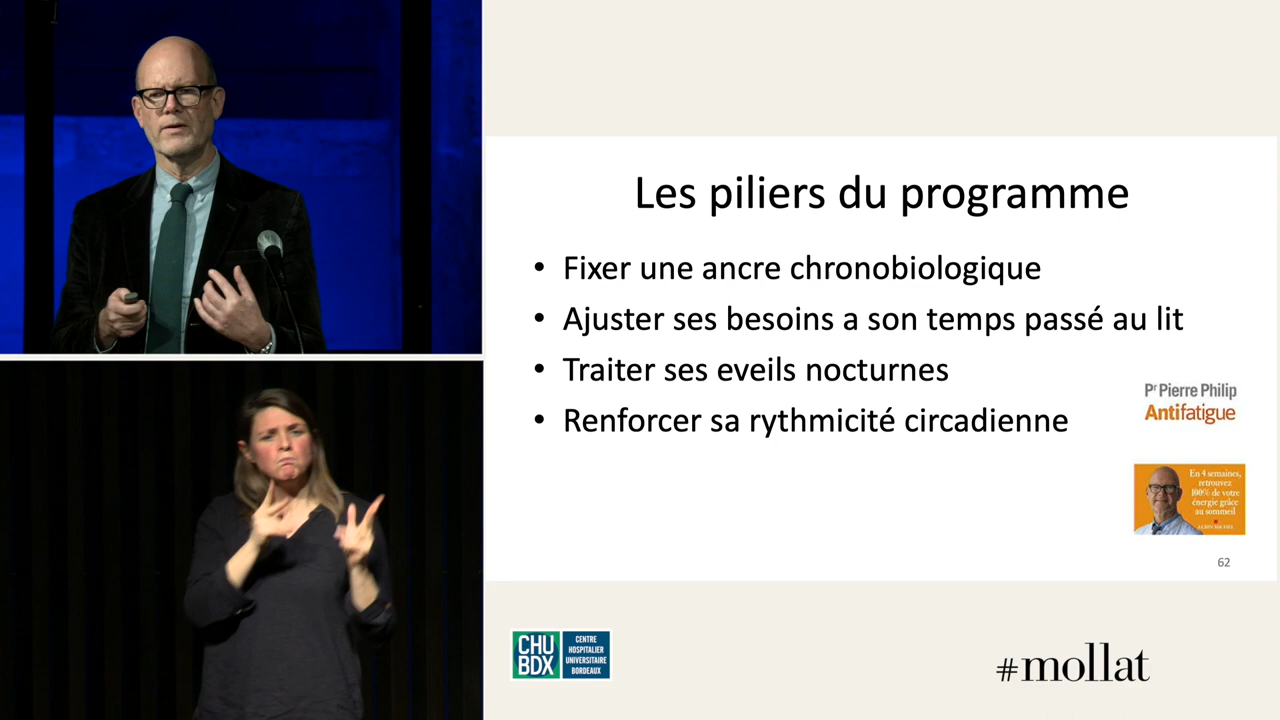 Les piliers du programme
• Fixer une ancre chronobiologique
• Ajuster ses besoins a son temps passé au lit
• Traiter ses eveils nocturnes
• Renforcer sa rythmicité circadienne
Pr Pierre Philip
Antifatigue
En 4 semaines,
retrouvez
100% de votre
énergie grâce
au sommeil
62
CHU
BDX
CENTRE
HOSPITALIER
UNIVERSITAIRE
BORDEAUX
#mollat